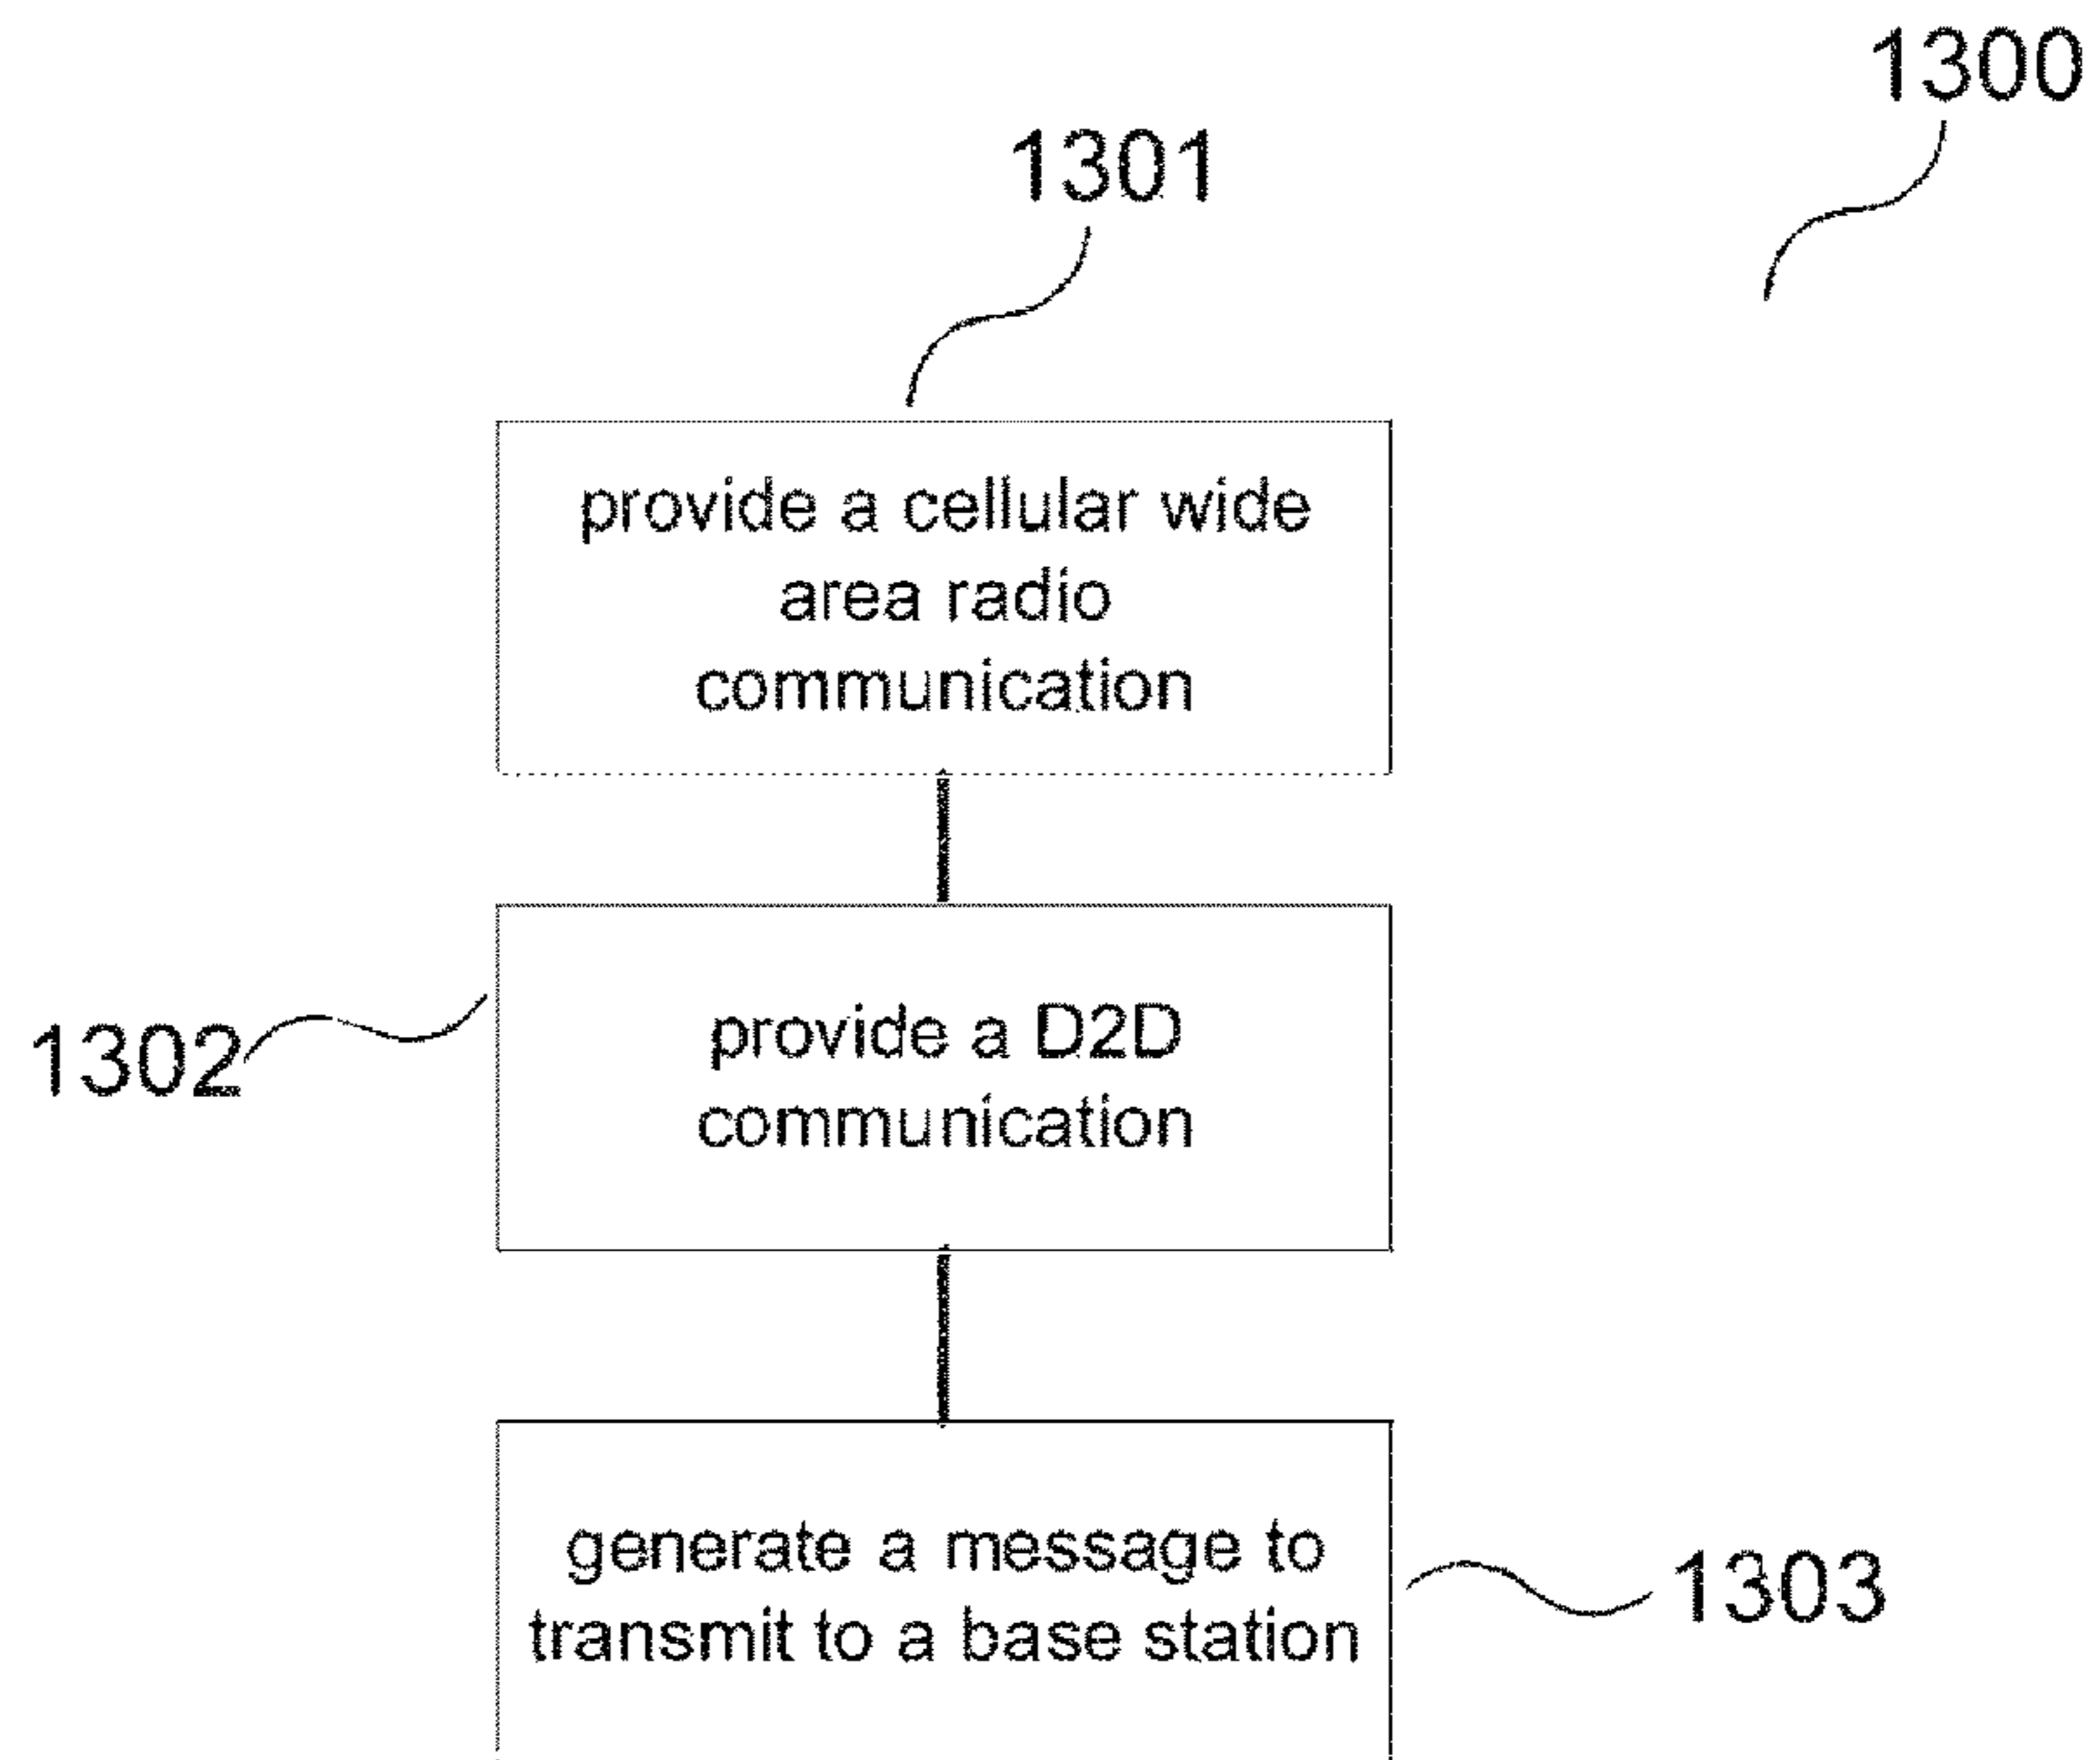 1300
1301
provide a cellular wide
area radio
communication
1302
provide a D2D
communication
generate a message to
transmit to a base station
1303